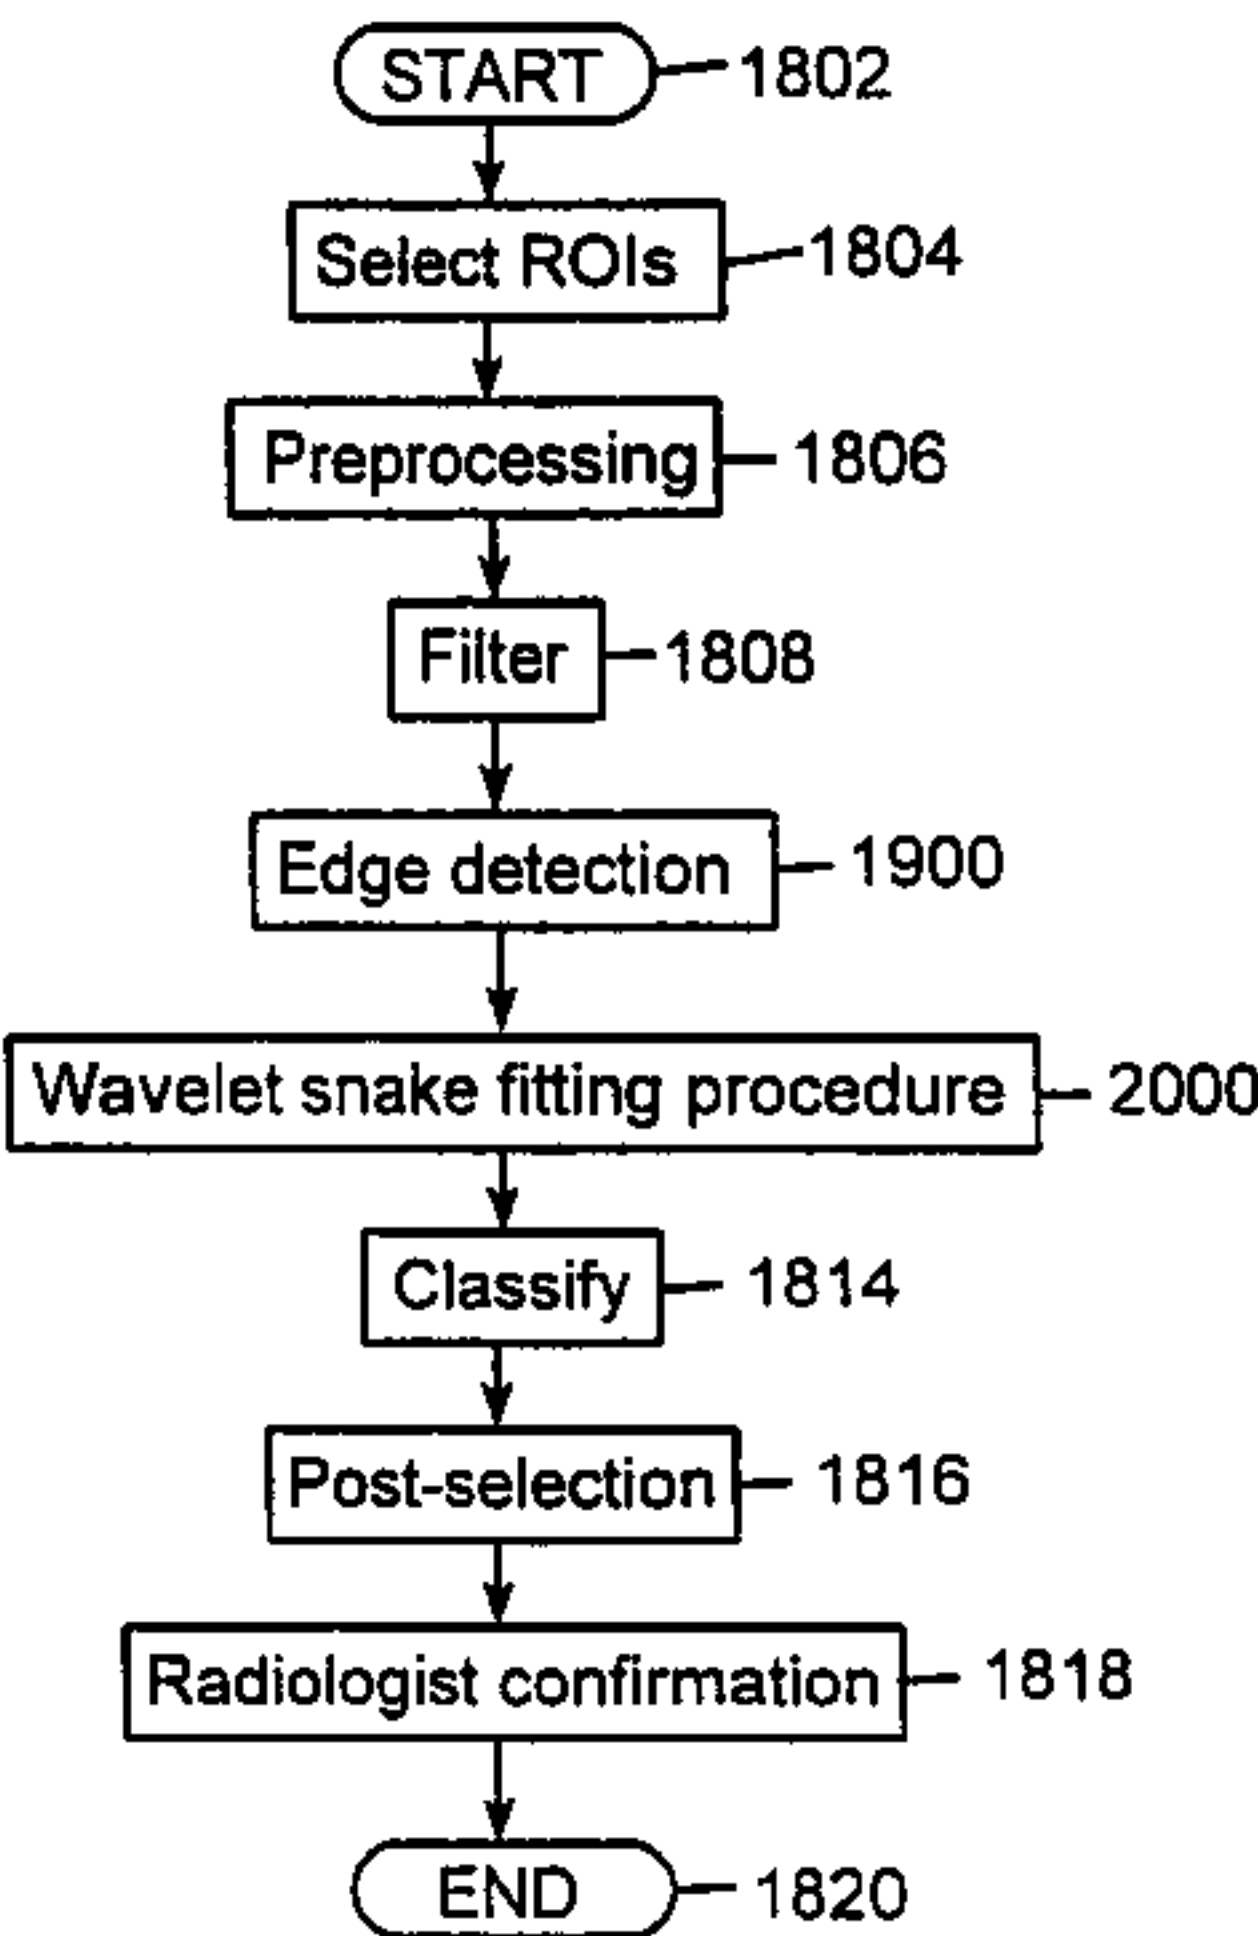 START 1802
Select ROIs 1804
Preprocessing 1806
Filter 1808
Edge detection 1900
Wavelet snake fitting procedure 2000
Classify 1814
Post-selection 1816
Radiologist confirmation 1818
END 1820